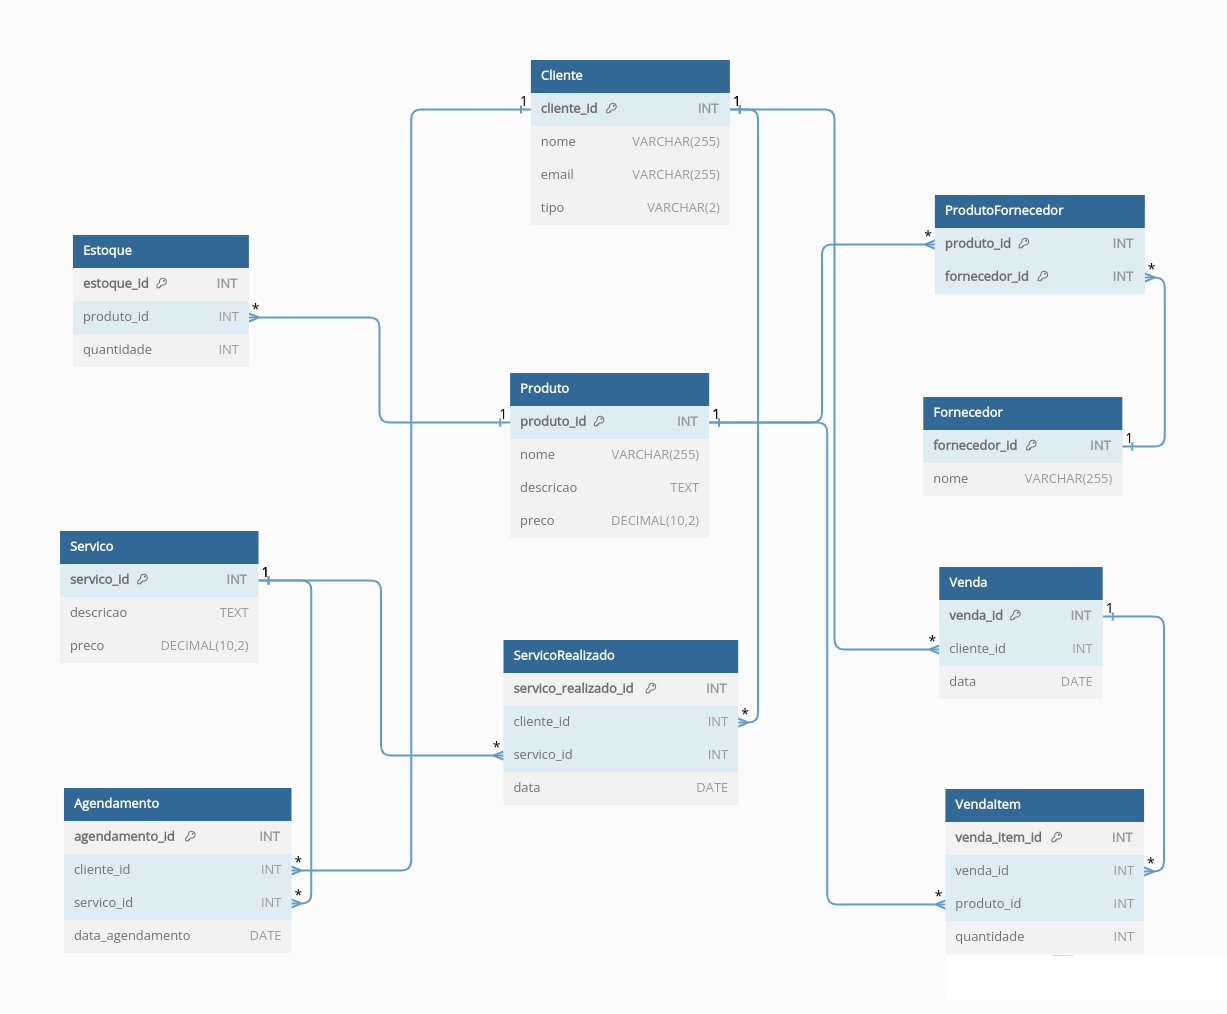 Cliente
1
cliente_id INT
1
nome VARCHAR(255)
email VARCHAR(255)
tipo VARCHAR(2)
ProdutoFornecedor
*
produto_id INT
fornecedor_id INT
*
Estoque
estoque_id INT
produto_id INT
*
quantidade INT
Produto
1
produto_id INT
1
nome VARCHAR(255)
descricao TEXT
preco DECIMAL(10,2)
Fornecedor
fornecedor_id INT
1
nome VARCHAR(255)
Servico
servico_id INT
1
descricao TEXT
preco DECIMAL(10,2)
Venda
venda_id INT
1
*
cliente_id INT
data DATE
ServicoRealizado
servico_realizado_id INT
cliente_id INT
*
*
servico_id INT
data DATE
Agendamento
agendamento_id INT
cliente_id INT
*
servico_id INT
*
data_agendamento DATE
VendaItem
venda_item_id INT
venda_id INT
*
*
produto_id INT
quantidade INT